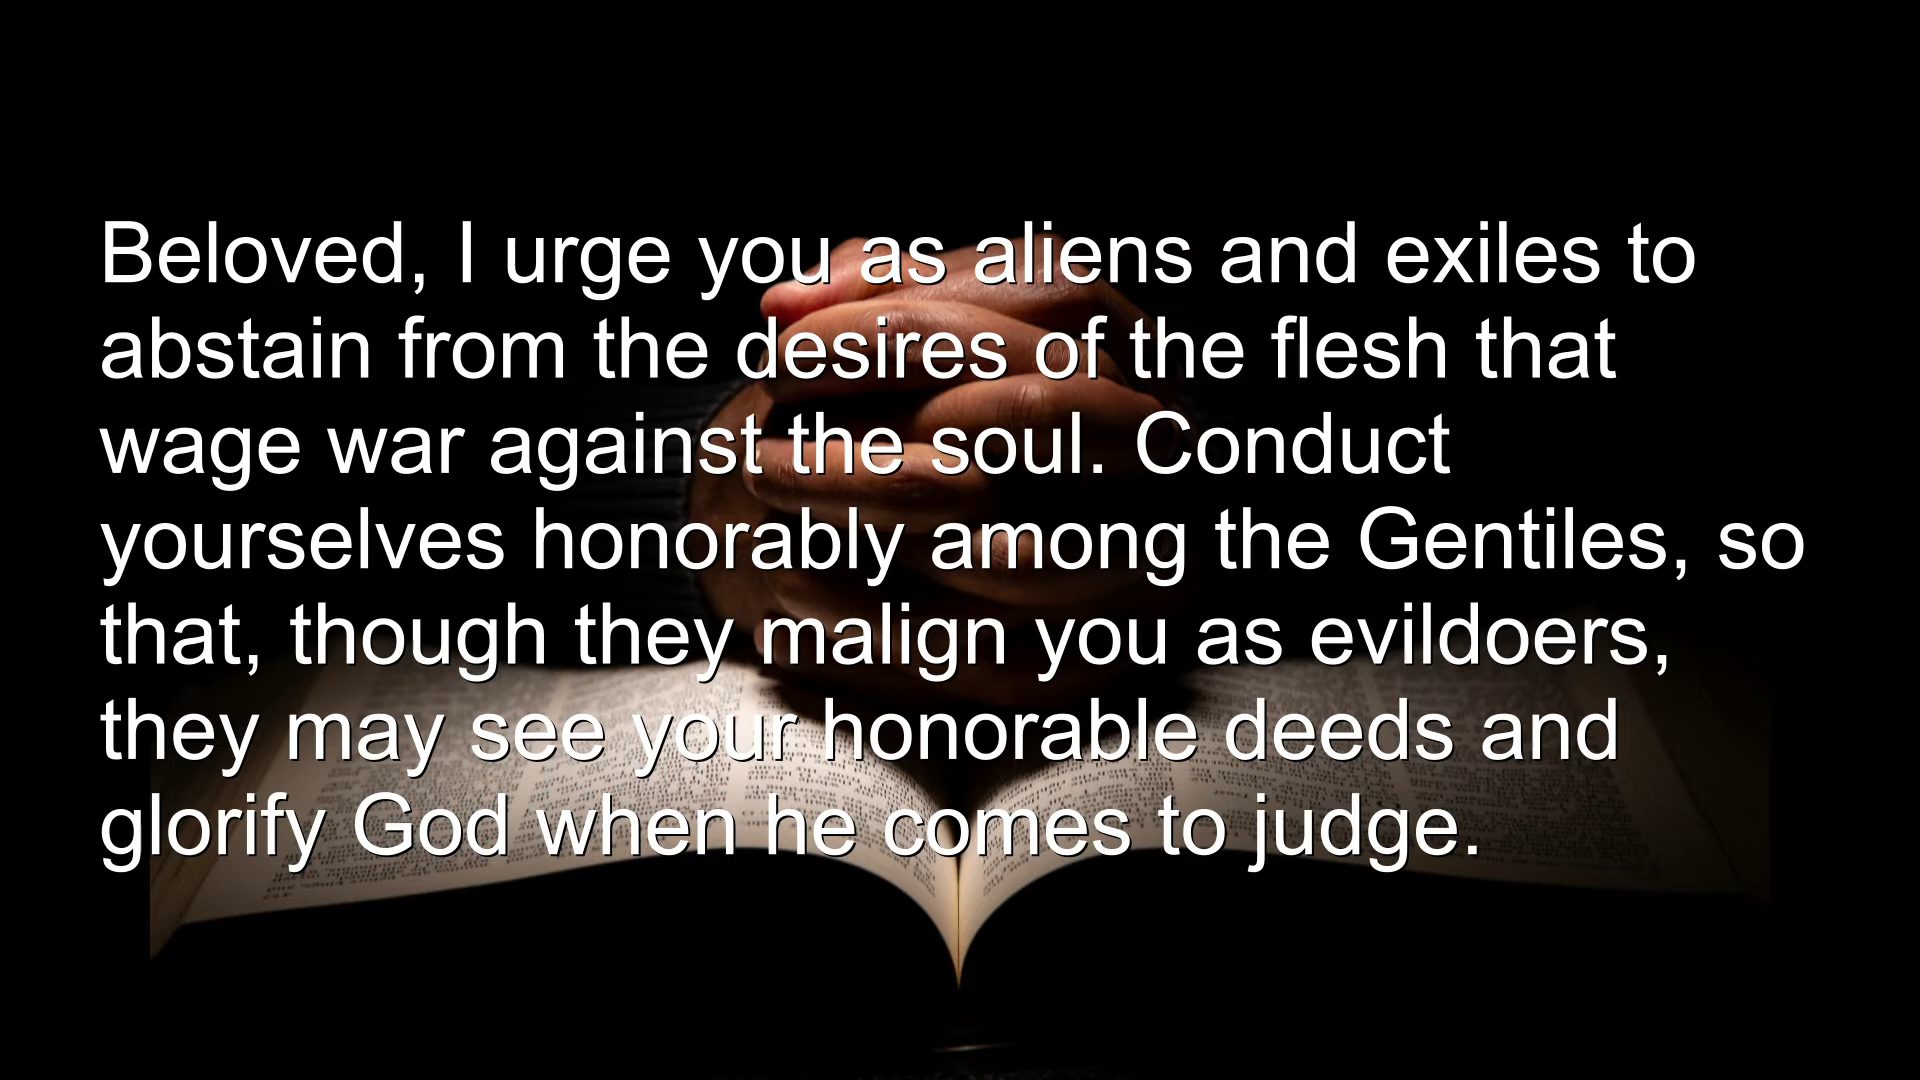 Beloved, I urge you as aliens and exiles to
abstain from the desires of the flesh that
wage war against the soul. Conduct
yourselves honorably among the Gentiles, so
that, though they malign you as evildoers,
they may see your honorable deeds and
glorify God when he comes to judge.